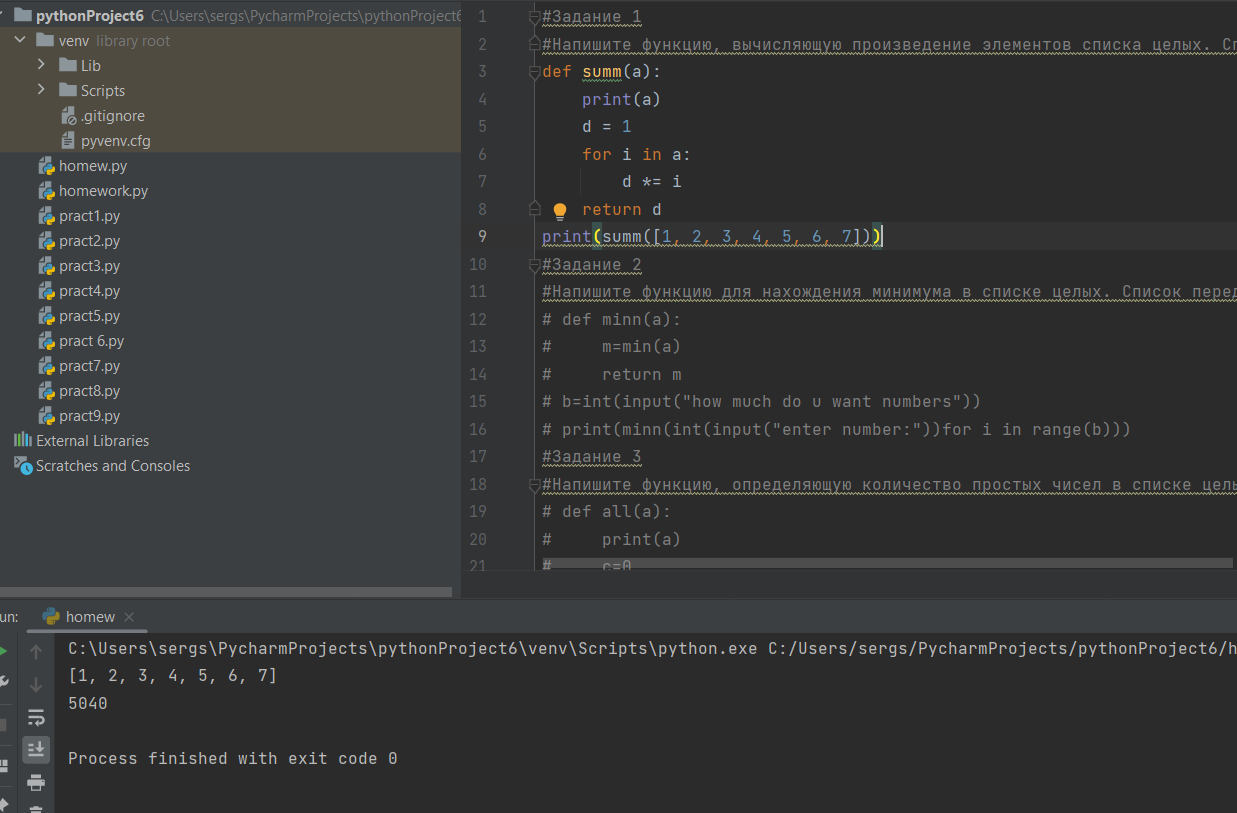 pythonProject6 C:\Users\sergs\PycharmProjects\pythonProject6
venv library root
Lib
Scripts
.gitignore
pyvenv.cfg
homew.py
homework.py
pract1.py
pract2.py
pract3.py
pract4.py
pract5.py
pract 6.py
pract7.py
pract8.py
pract9.py
External Libraries
Scratches and Consoles
1 #Задание 1
2 #Напишите функцию, вычисляющую произведение элементов списка целых.
3 def summ(a):
4 print(a)
5 d = 1
6 for i in a:
7 d *= i
8 return d
9 print(summ([1, 2, 3, 4, 5, 6, 7]))
10 #Задание 2
11 #Напишите функцию для нахождения минимума в списке целых. Список
12 # def minn(a):
13 # m=min(a)
14 # return m
15 # b=int(input("how much do u want numbers"))
16 # print(minn(int(input("enter number:"))for i in range(b)))
17 #Задание 3
18 #Напишите функцию, определяющую количество простых чисел в списке
19 # def all(a):
20 # print(a)
21 # c=0
un: homew
C:\Users\sergs\PycharmProjects\pythonProject6\venv\Scripts\python.exe C:/Users/sergs/PycharmProjects/pythonProject6/h
[1, 2, 3, 4, 5, 6, 7]
5040
Process finished with exit code 0